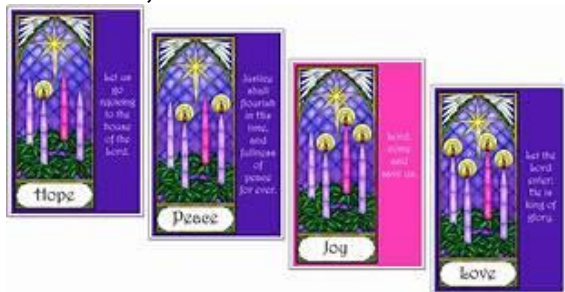 Let us
go
rejoicing
to the
house
of the
Lord.
Hope
Justice
shall
flourish
in his
time,
and
fullness
of
peace
for ever.
Peace
Lord,
come
and
save us.
Joy
Let the
Lord
enter;
He is
king of
glory.
Love